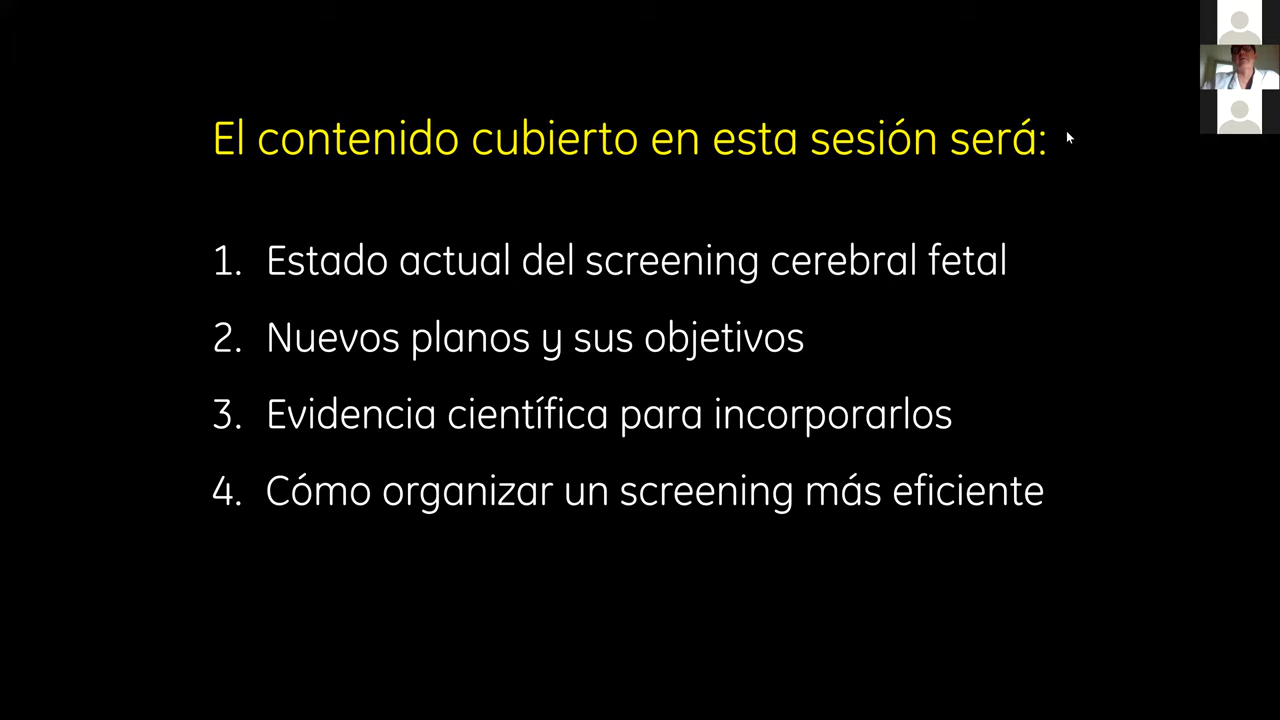 El contenido cubierto en esta sesión será:
1. Estado actual del screening cerebral fetal
2. Nuevos planos y sus objetivos
3. Evidencia científica para incorporarlos
4. Cómo organizar un screening más eficiente